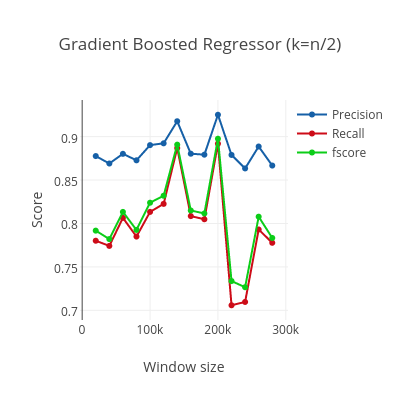 Gradient Boosted Regressor (k=n/2)
Precision
Recall
fscore
Score
0.9
0.85
0.8
0.75
0.7
0
100k
200k
300k
Window size